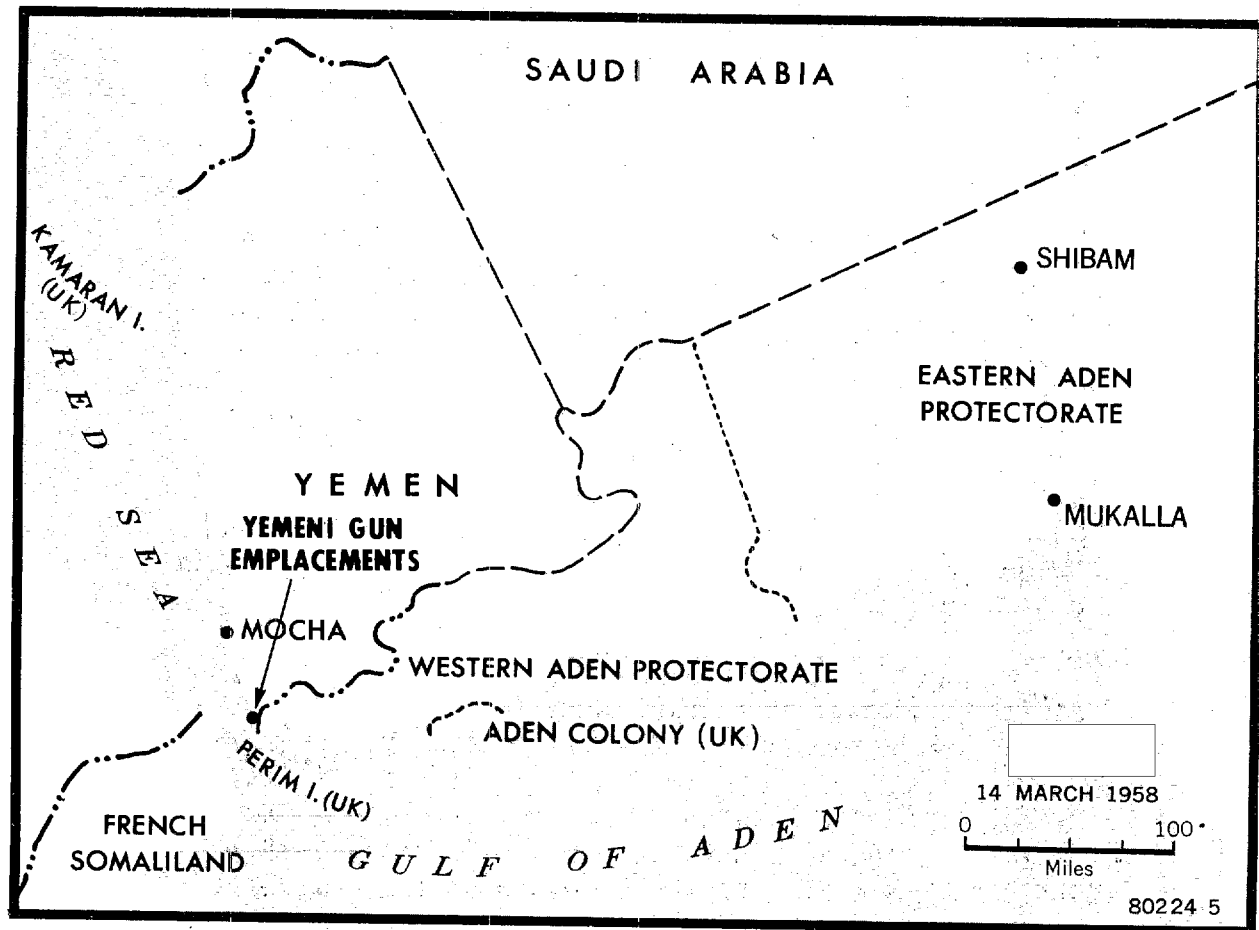 SAUDI ARABIA
KAMARAN I.
(UK)
RED SEA
SHIBAM
EASTERN ADEN
PROTECTORATE
YEMEN
YEMENI GUN
EMPLACEMENTS
MUKALLA
MOCHA
WESTERN ADEN PROTECTORATE
ADEN COLONY (UK)
PERIM I. (UK)
FRENCH
SOMALILAND
GULF OF ADEN
14 MARCH 1958
0 100
Miles
80224 5